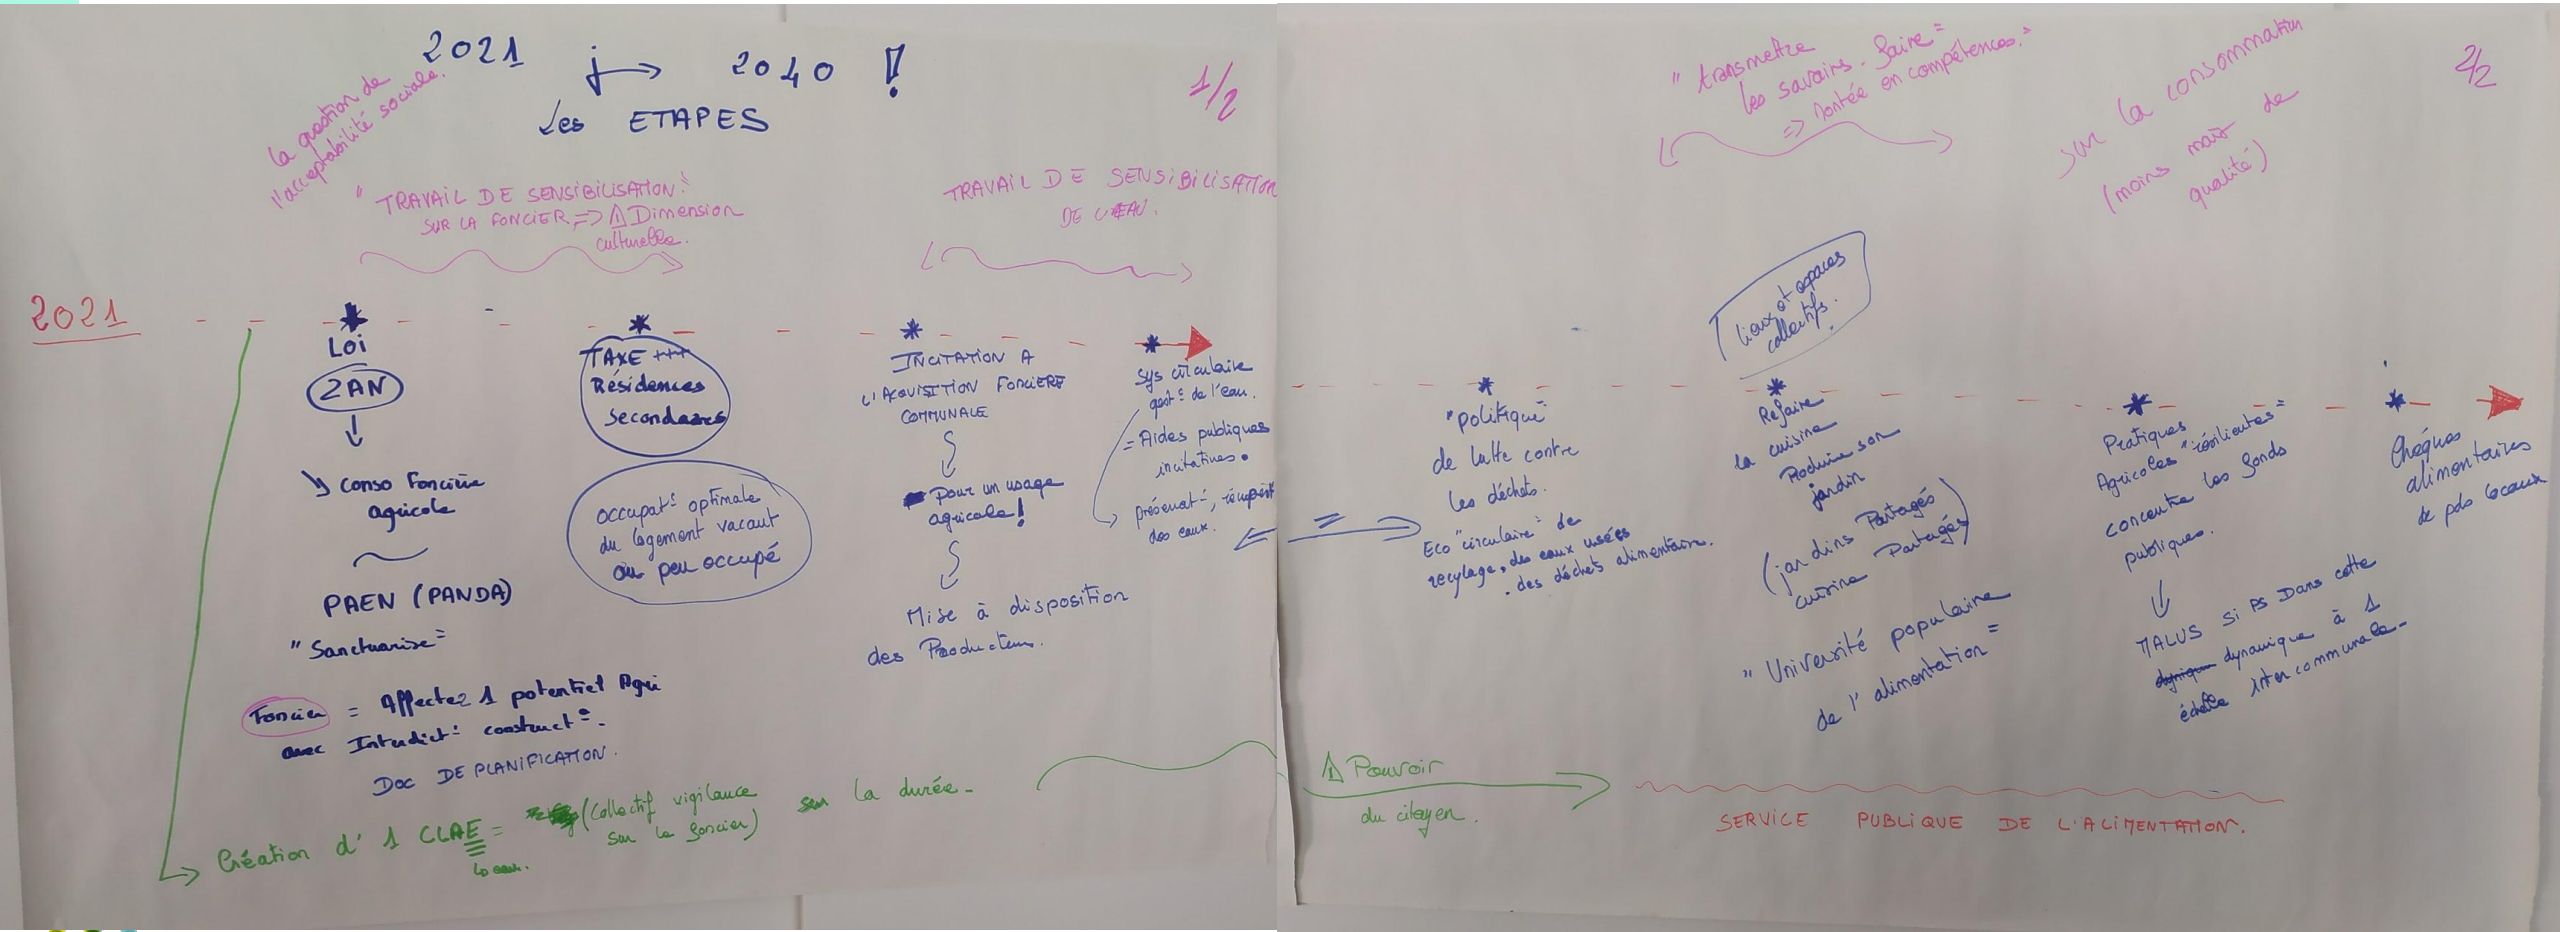 2021 j→ 2040 !
Les ETAPES
1/2
la question de
l'acceptabilité sociale.
"TRAVAIL DE SENSIBILISATION"
SUR LA FONCIER => ⚠ Dimension
culturelle.
TRAVAIL DE SENSIBILISATION
DE L'EAU.
2021
Loi
ZAN
↓
↘ conso Foncière
agricole
PAEN (PANDA)
"Sanctuarise"
Foncier = Affecter 1 potentiel Agri
avec Interdict° construct°.
DOC DE PLANIFICATION.
TAXE +++
Résidences
Secondaires
occupat° optimale
du logement vacant
ou peu occupé
INCITATION A
L'ACQUISITION FONCIERE
COMMUNALE
Pour un usage
agricole !
Mise à disposition
des Producteurs.
Sys circulaire
gest° de l'eau.
= Aides publiques
incitatives.
des eaux.
Création d' 1 CLAE = (Collectif vigilance
sur le foncier)
sur la durée -
"transmettre
les savoirs. faire"
=> Montée en compétences."
sur la consommation
(moins mais de
qualité)
2/2
lieux et espaces
collectifs.
"politique"
de lutte contre
les déchets.
Eco "circulaire" de
recylage . des eaux usées
. des déchets alimentaire.
Refaire
la cuisine
Produire son
jardin
(jardins Partagés
cuisine Partagés)
"Université populaire
de l'alimentation"
Pratiques
Agricoles "résilientes"
concentre les fonds
publiques.
↓
MALUS si PS Dans cette
dynamique à 1
échelle intercommunale -
Chèques
alimentaires
de pdts locaux
⚠ Pouvoir
du citoyen.
SERVICE PUBLIQUE DE L'ALIMENTATION.